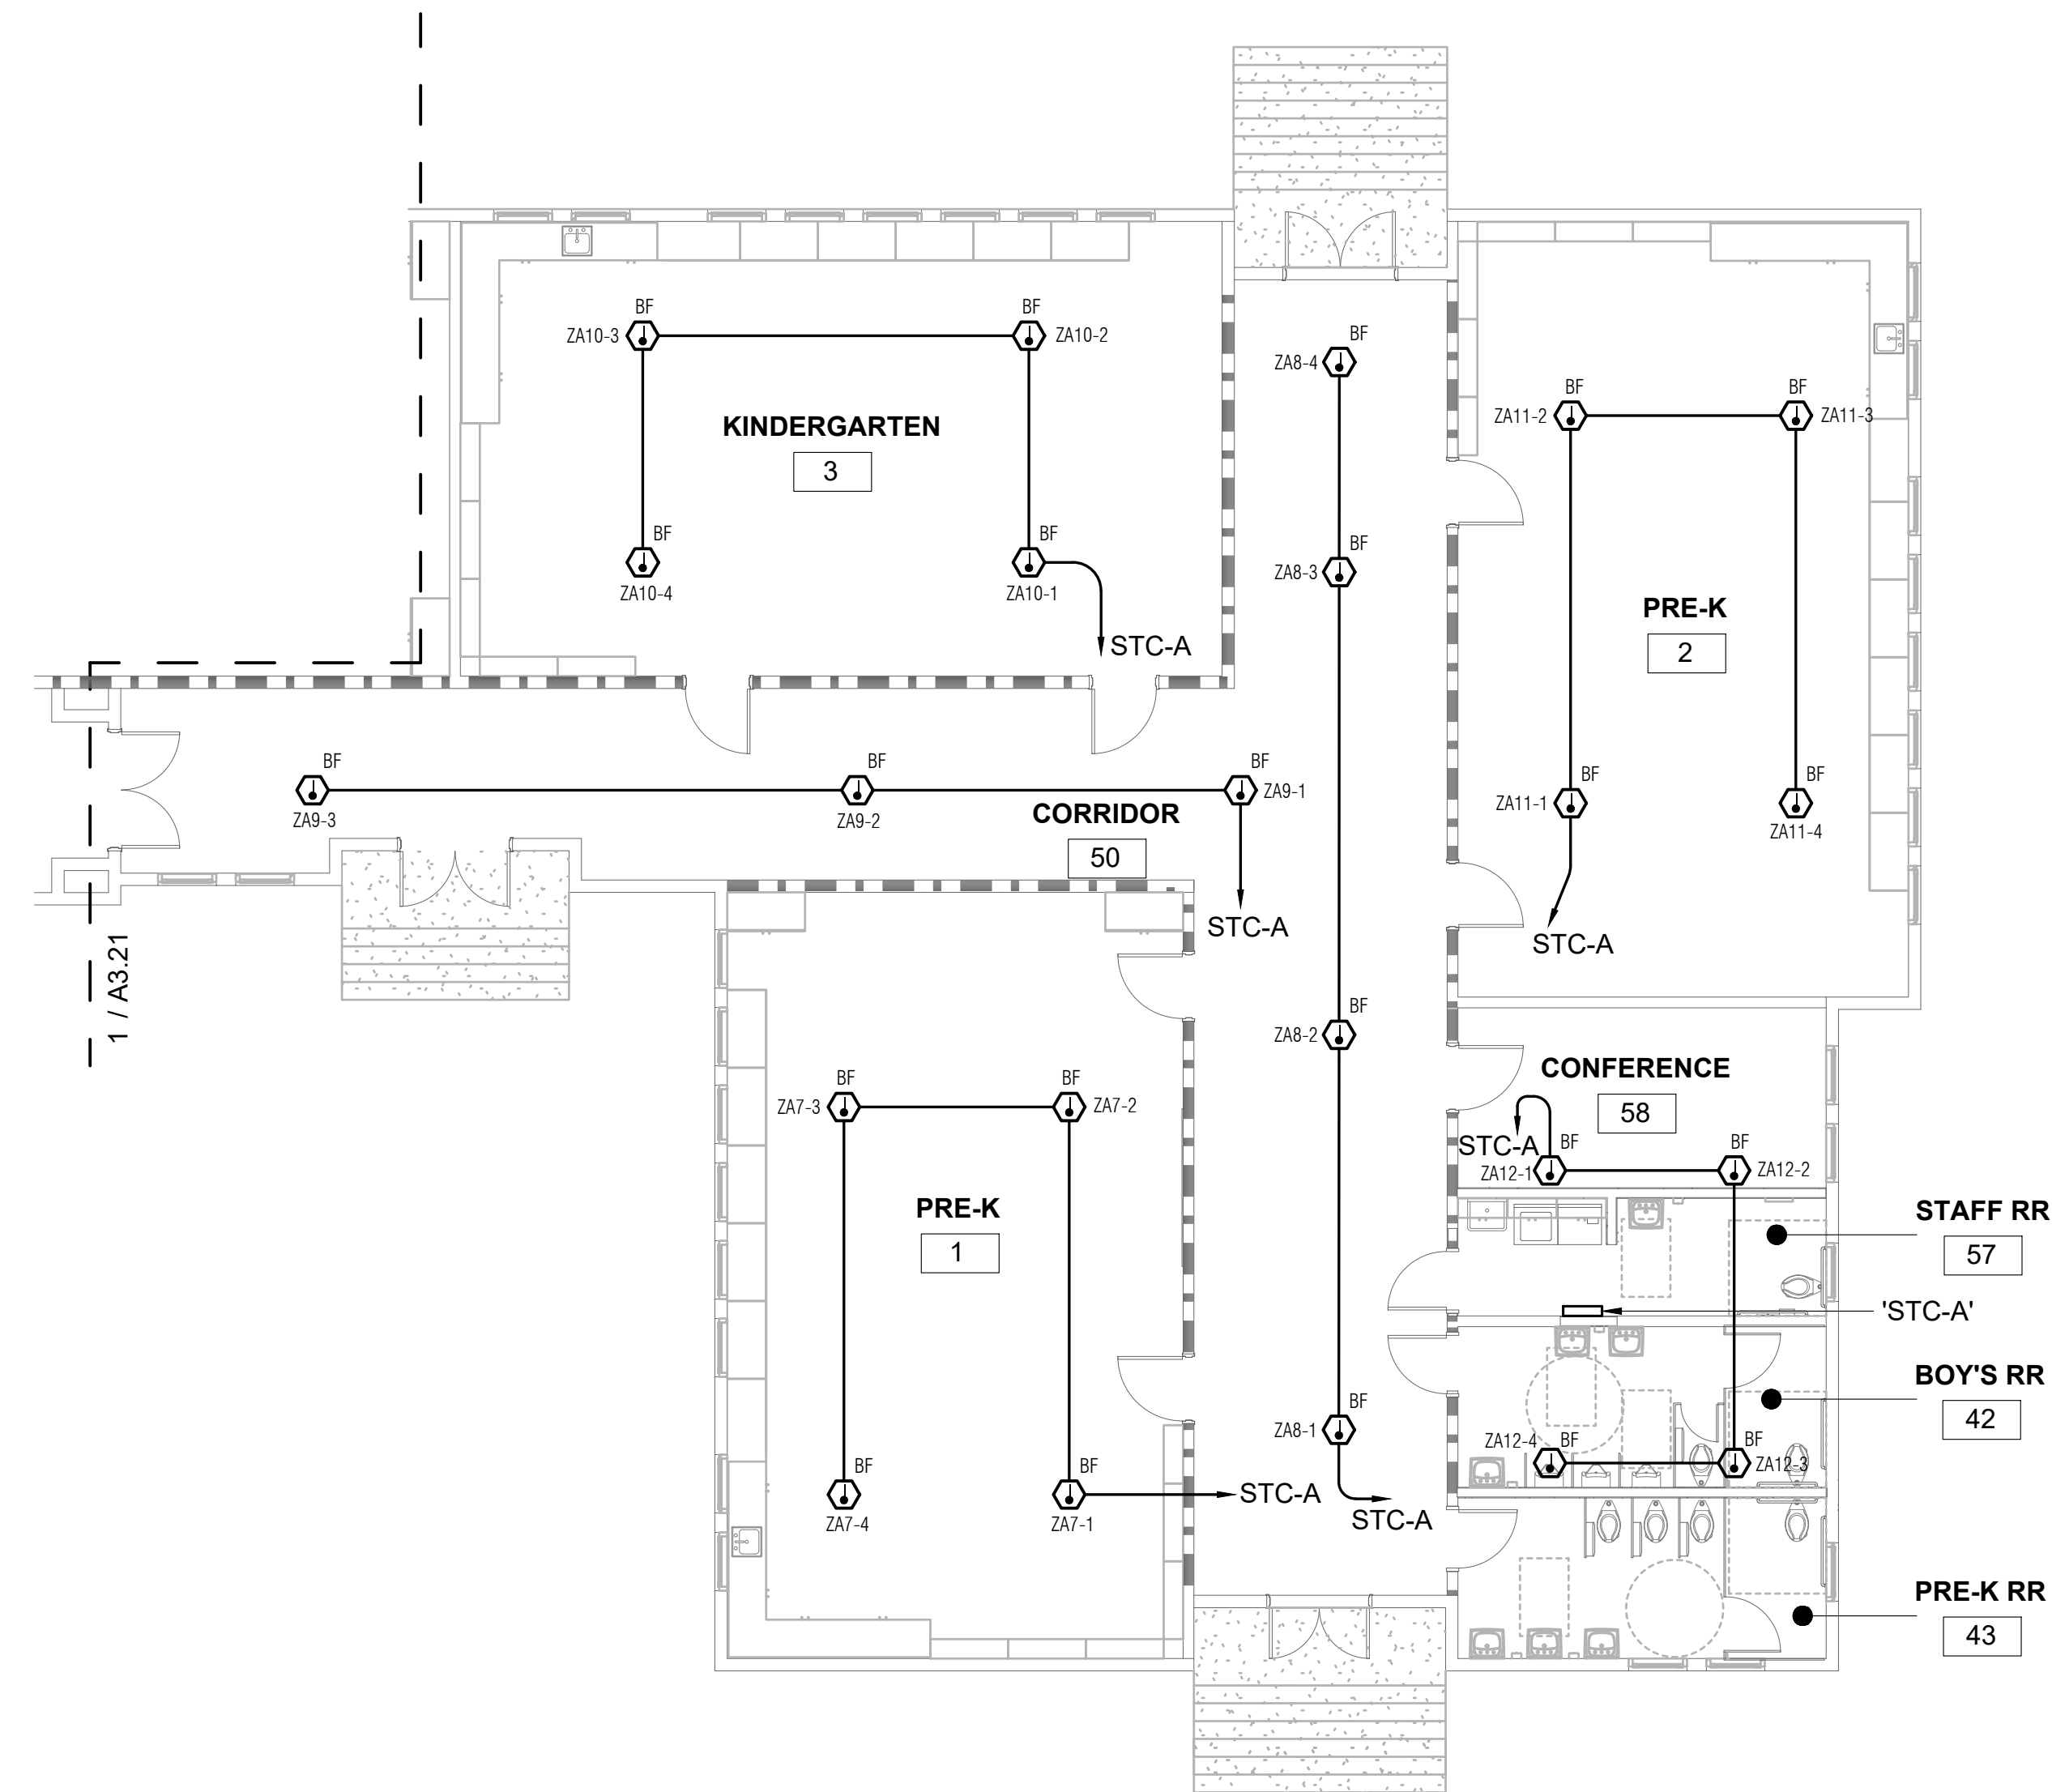 BF
BF
ZA10-3
ZA10-2
BF
ZA8-4
BF
BF
ZA11-2
ZA11-3
KINDERGARTEN
3
BF
BF
BF
ZA8-3
ZA10-4
ZA10-1
STC-A
PRE-K
2
BF
BF
BF
ZA9-3
ZA9-2
ZA9-1
BF
BF
ZA11-1
ZA11-4
CORRIDOR
50
STC-A
STC-A
1 / A3.21
BF
ZA8-2
BF
BF
ZA7-3
ZA7-2
CONFERENCE
58
STC-A
BF
BF
ZA12-1
ZA12-2
PRE-K
1
STAFF RR
57
'STC-A'
BOY'S RR
42
BF
ZA8-1
ZA12-4
BF
BF
ZA12-3
BF
BF
ZA7-4
ZA7-1
STC-A
STC-A
PRE-K RR
43